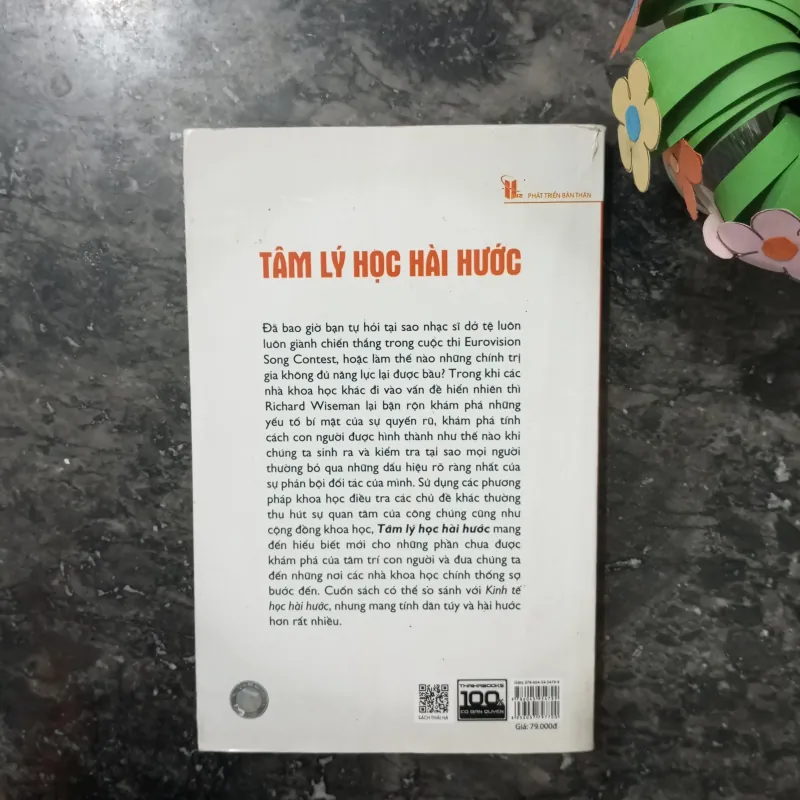 PHÁT TRIỂN BẢN THÂN
TÂM LÝ HỌC HÀI HƯỚC
Đã bao giờ bạn tự hỏi tại sao nhạc sĩ dở tệ luôn
luôn giành chiến thắng trong cuộc thi Eurovision
Song Contest, hoặc làm thế nào những chính trị
gia không đủ năng lực lại được bầu? Trong khi các
nhà khoa học khác đi vào vấn đề hiển nhiên thì
Richard Wiseman lại bận rộn khám phá những
yếu tố bí mật của sự quyến rũ, khám phá tính
cách con người được hình thành như thế nào khi
chúng ta sinh ra và kiểm tra tại sao mọi người
thường bỏ qua những dấu hiệu rõ ràng nhất của
sự phản bội đối tác của mình. Sử dụng các phương
pháp khoa học điều tra các chủ đề khác thường
thu hút sự quan tâm của công chúng cũng như
cộng đồng khoa học, Tâm lý học hài hước mang
đến hiểu biết mới cho những phần chưa được
khám phá của tâm trí con người và đưa chúng ta
đến những nơi các nhà khoa học chính thống sợ
bước đến. Cuốn sách có thể so sánh với Kinh tế
học hài hước, nhưng mang tính dân túy và hài hước
hơn rất nhiều.
SÁCH THÁI HÀ
THAIHABOOKS
100%
CÓ BẢN QUYỀN
Giá: 79.000đ